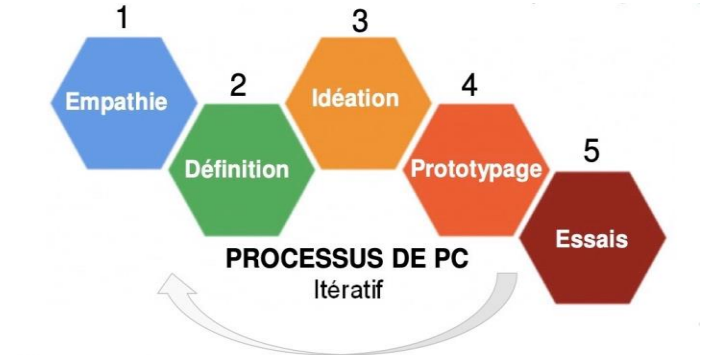 1
Empathie
2
Définition
3
Idéation
4
Prototypage
5
Essais
PROCESSUS DE PC
Itératif